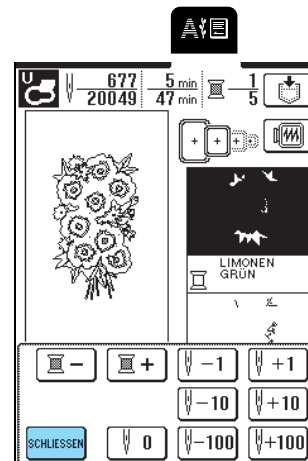 A
U
677 5 min 1
20049 47 min 5
LIMONEN
GRÜN
− + −1 +1
−10 +10
SCHLIESSEN 0 −100 +100